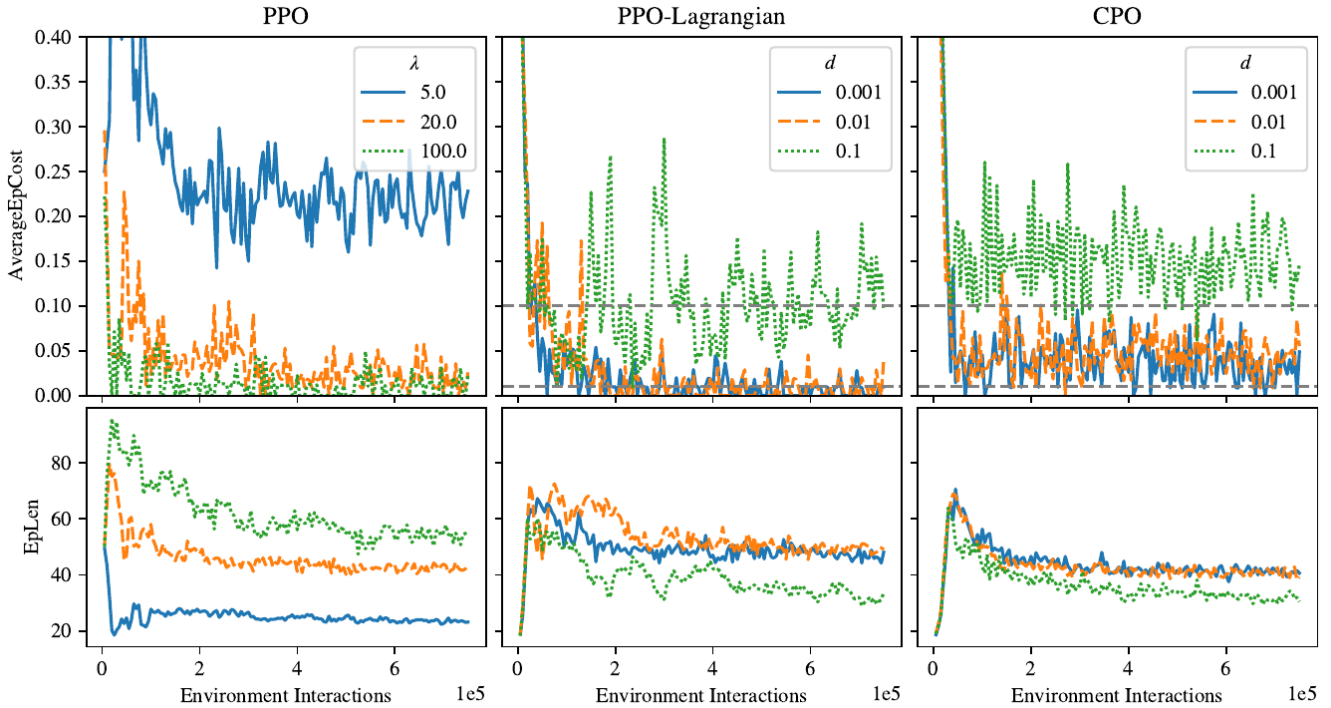 PPO
PPO-Lagrangian
CPO
AverageEpCost
0.40
0.35
0.30
0.25
0.20
0.15
0.10
0.05
0.00
λ
5.0
20.0
100.0
d
0.001
0.01
0.1
d
0.001
0.01
0.1
EpLen
80
60
40
20
0 2 4 6
1e5
Environment Interactions
0 2 4 6
1e5
Environment Interactions
0 2 4 6
1e5
Environment Interactions